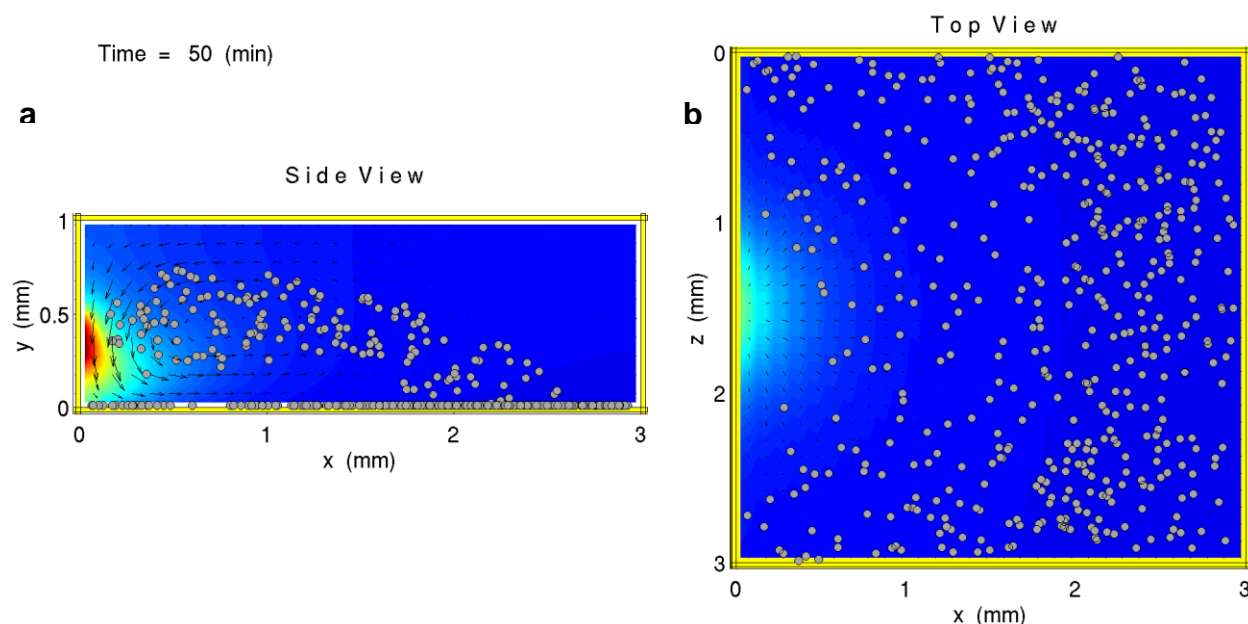 Time = 50 (min)
a
Side View
1
0.5
0
y (mm)
0 1 2 3
x (mm)
Top View
b
0
1
2
3
z (mm)
0 1 2 3
x (mm)